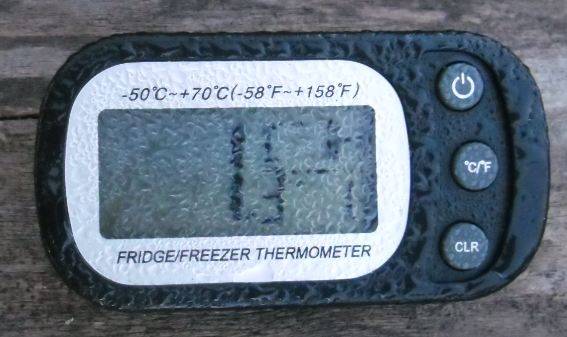 -50°C~+70°C(-58°F~+158°F)
°C/°F
FRIDGE/FREEZER THERMOMETER
CLR